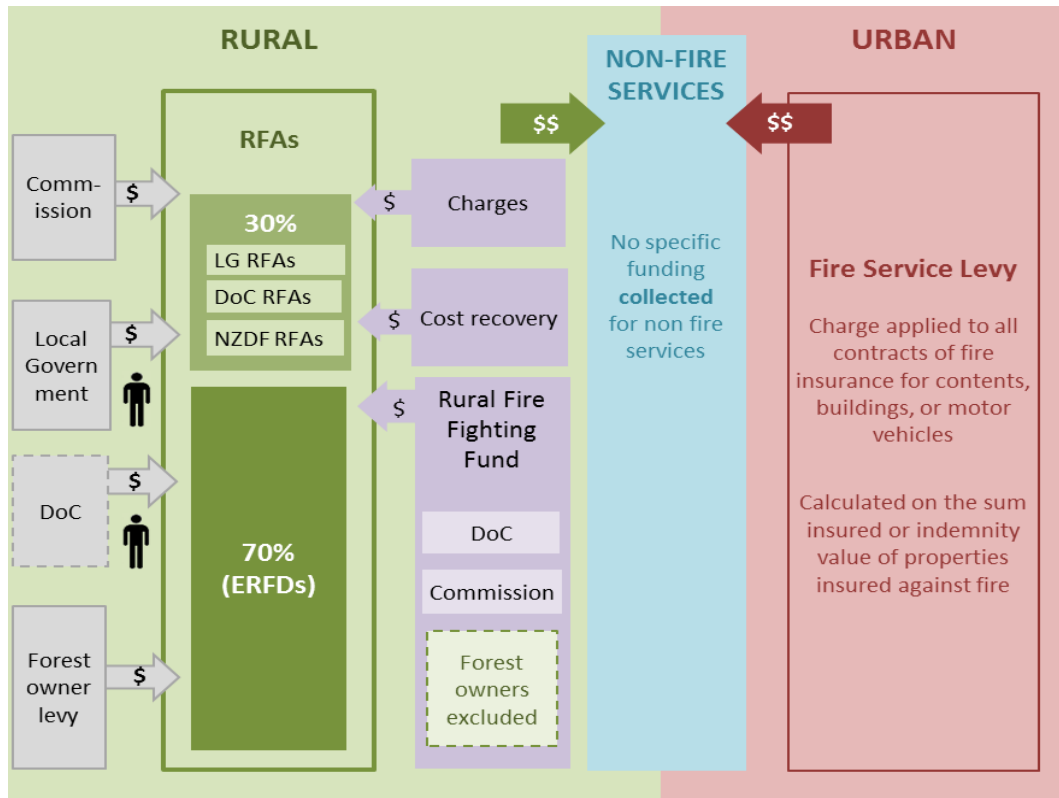 RURAL
NON-FIRE
SERVICES
URBAN
RFAs
Comm-
ission
$
Local
Govern
ment
$
DoC
$
Forest
owner
levy
$
30%
LG RFAs
DoC RFAs
NZDF RFAs
70%
(ERFDs)
$
Charges
$
Cost recovery
$
Rural Fire
Fighting
Fund
DoC
Commission
Forest
owners
excluded
$$
$$
No specific
funding
collected
for non fire
services
Fire Service Levy
Charge applied to all
contracts of fire
insurance for contents,
buildings, or motor
vehicles
Calculated on the sum
insured or indemnity
value of properties
insured against fire